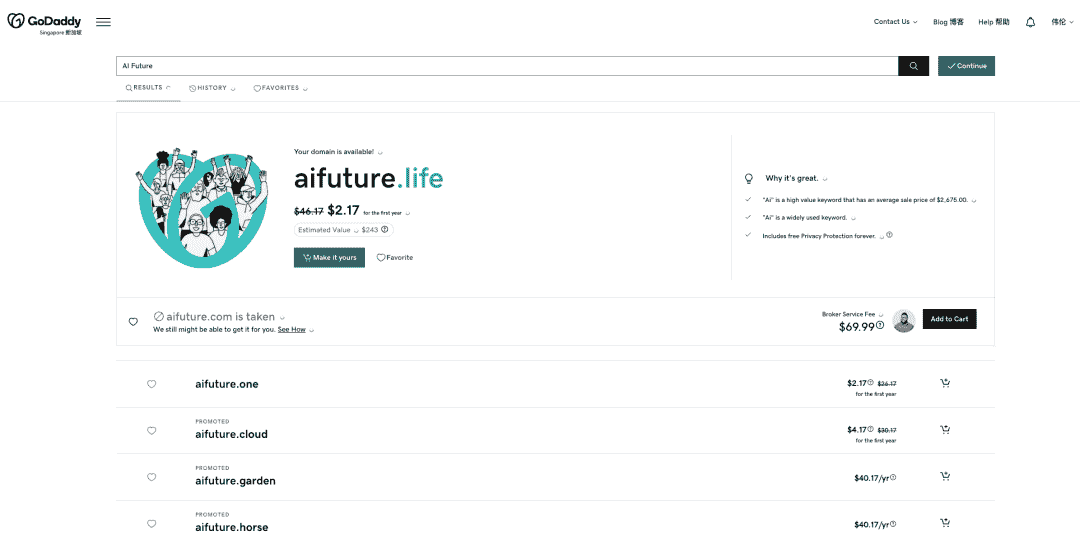 GoDaddy
Singapore 新加坡
Contact Us
Blog 博客
Help 帮助
伟伦
AI Future
Continue
RESULTS
HISTORY
FAVORITES
Your domain is available!
aifuture.life
$46.17 $2.17 for the first year
Estimated Value $243
Make it yours
Favorite
Why it's great.
"Ai" is a high value keyword that has an average sale price of $2,675.00.
"Ai" is a widely used keyword.
Includes free Privacy Protection forever.
aifuture.com is taken
We still might be able to get it for you. See How
Broker Service Fee
$69.99
Add to Cart
aifuture.one
$2.17 $26.17
for the first year
PROMOTED
aifuture.cloud
$4.17 $30.17
for the first year
PROMOTED
aifuture.garden
$40.17/yr
PROMOTED
aifuture.horse
$40.17/yr